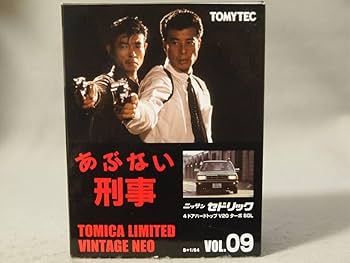 TOMYTEC
あぶない
刑事
ニッサン セドリック
4ドアハードトップ V20 ターボ SGL
TOMICA LIMITED
VINTAGE NEO
S=1/64
VOL.09